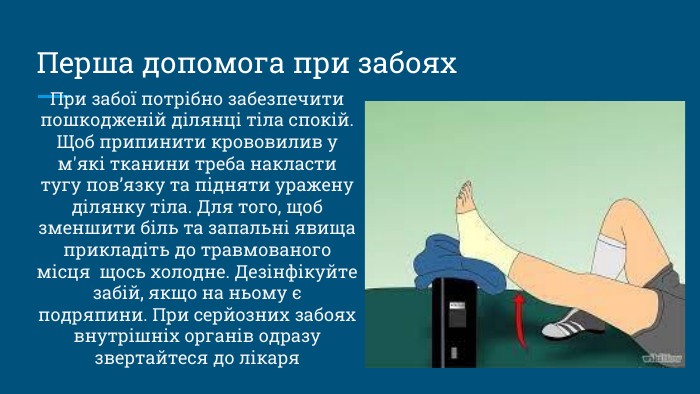 Перша допомога при забоях
При забої потрібно забезпечити
пошкодженій ділянці тіла спокій.
Щоб припинити крововилив у
м'які тканини треба накласти
тугу пов’язку та підняти уражену
ділянку тіла. Для того, щоб
зменшити біль та запальні явища
прикладіть до травмованого
місця  щось холодне. Дезінфікуйте
забій, якщо на ньому є
подряпини. При серйозних забоях
внутрішніх органів одразу
звертайтеся до лікаря
wikiHow